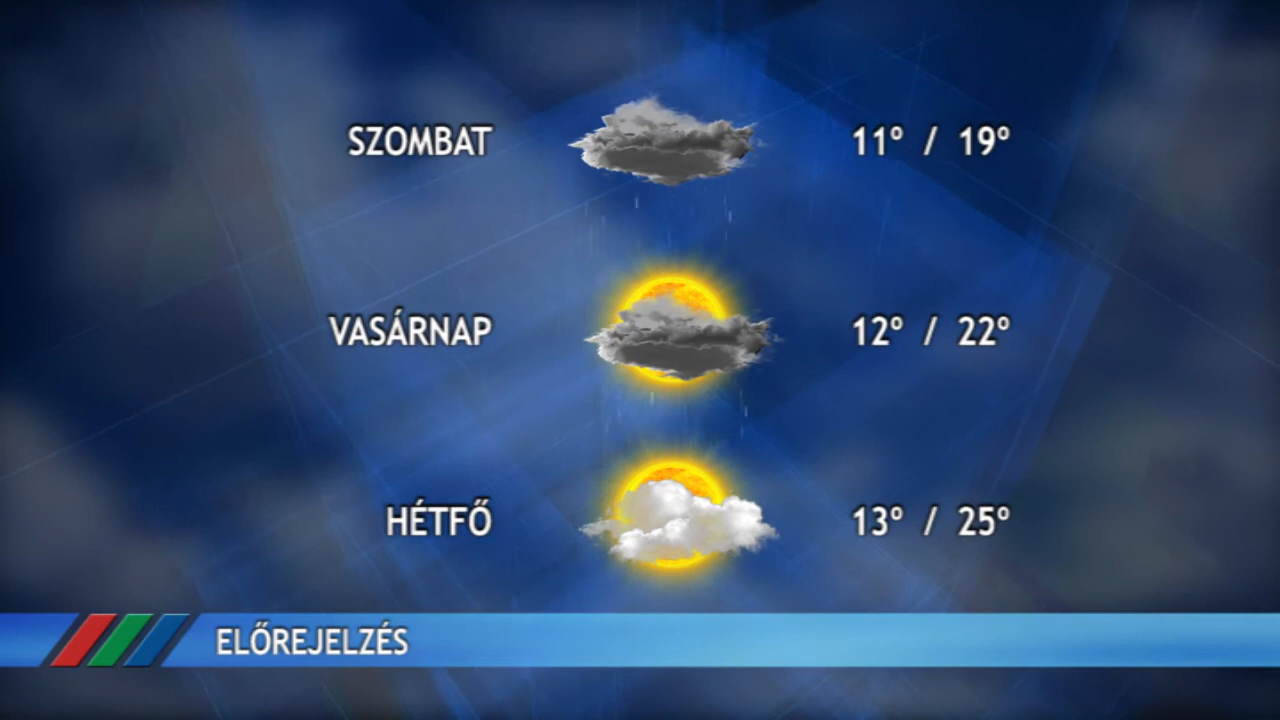 SZOMBAT 11° / 19°
VASÁRNAP 12° / 22°
HÉTFŐ 13° / 25°
ELŐREJELZÉS